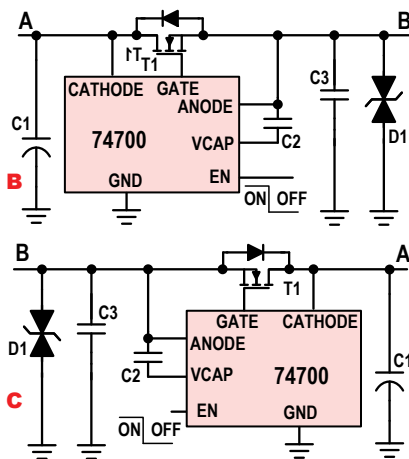 A B
1T T1
CATHODE GATE
C1 ANODE C3
74700 VCAP C2 D1
B EN
GND ON OFF
B A
T1
C3 GATE CATHODE
D1 ANODE C1
C2 VCAP 74700
C EN
ON OFF GND